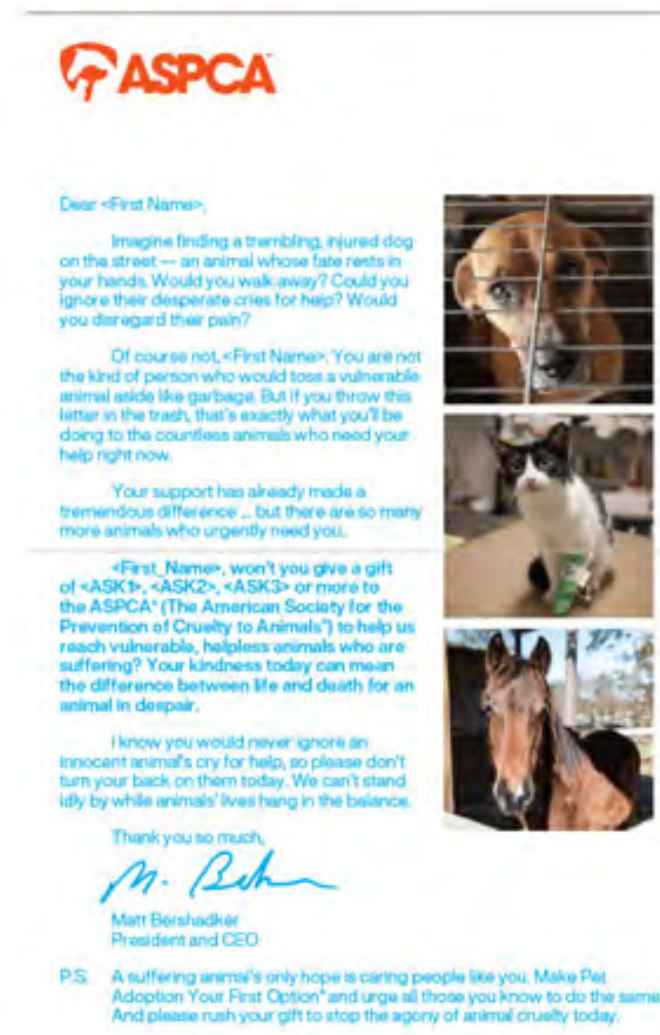 ASPCA
Dear <First Name>,
Imagine finding a trembling, injured dog
on the street — an animal whose fate rests in
your hands. Would you walk away? Could you
ignore their desperate cries for help? Would
you disregard their pain?
Of course not, <First Name>. You are not
the kind of person who would toss a vulnerable
animal aside like garbage. But if you throw this
letter in the trash, that's exactly what you'll be
doing to the countless animals who need your
help right now.
Your support has already made a
tremendous difference ... but there are so many
more animals who urgently need you.
<First_Name>, won't you give a gift
of <ASK1>, <ASK2>, <ASK3> or more to
the ASPCA® (The American Society for the
Prevention of Cruelty to Animals®) to help us
reach vulnerable, helpless animals who are
suffering? Your kindness today can mean
the difference between life and death for an
animal in despair.
I know you would never ignore an
innocent animal's cry for help, so please don't
turn your back on them today. We can't stand
idly by while animals' lives hang in the balance.
Thank you so much,
M. Be
Matt Bershadker
President and CEO
P.S. A suffering animal's only hope is caring people like you. Make Pet
Adoption Your First Option® and urge all those you know to do the same.
And please rush your gift to stop the agony of animal cruelty today.